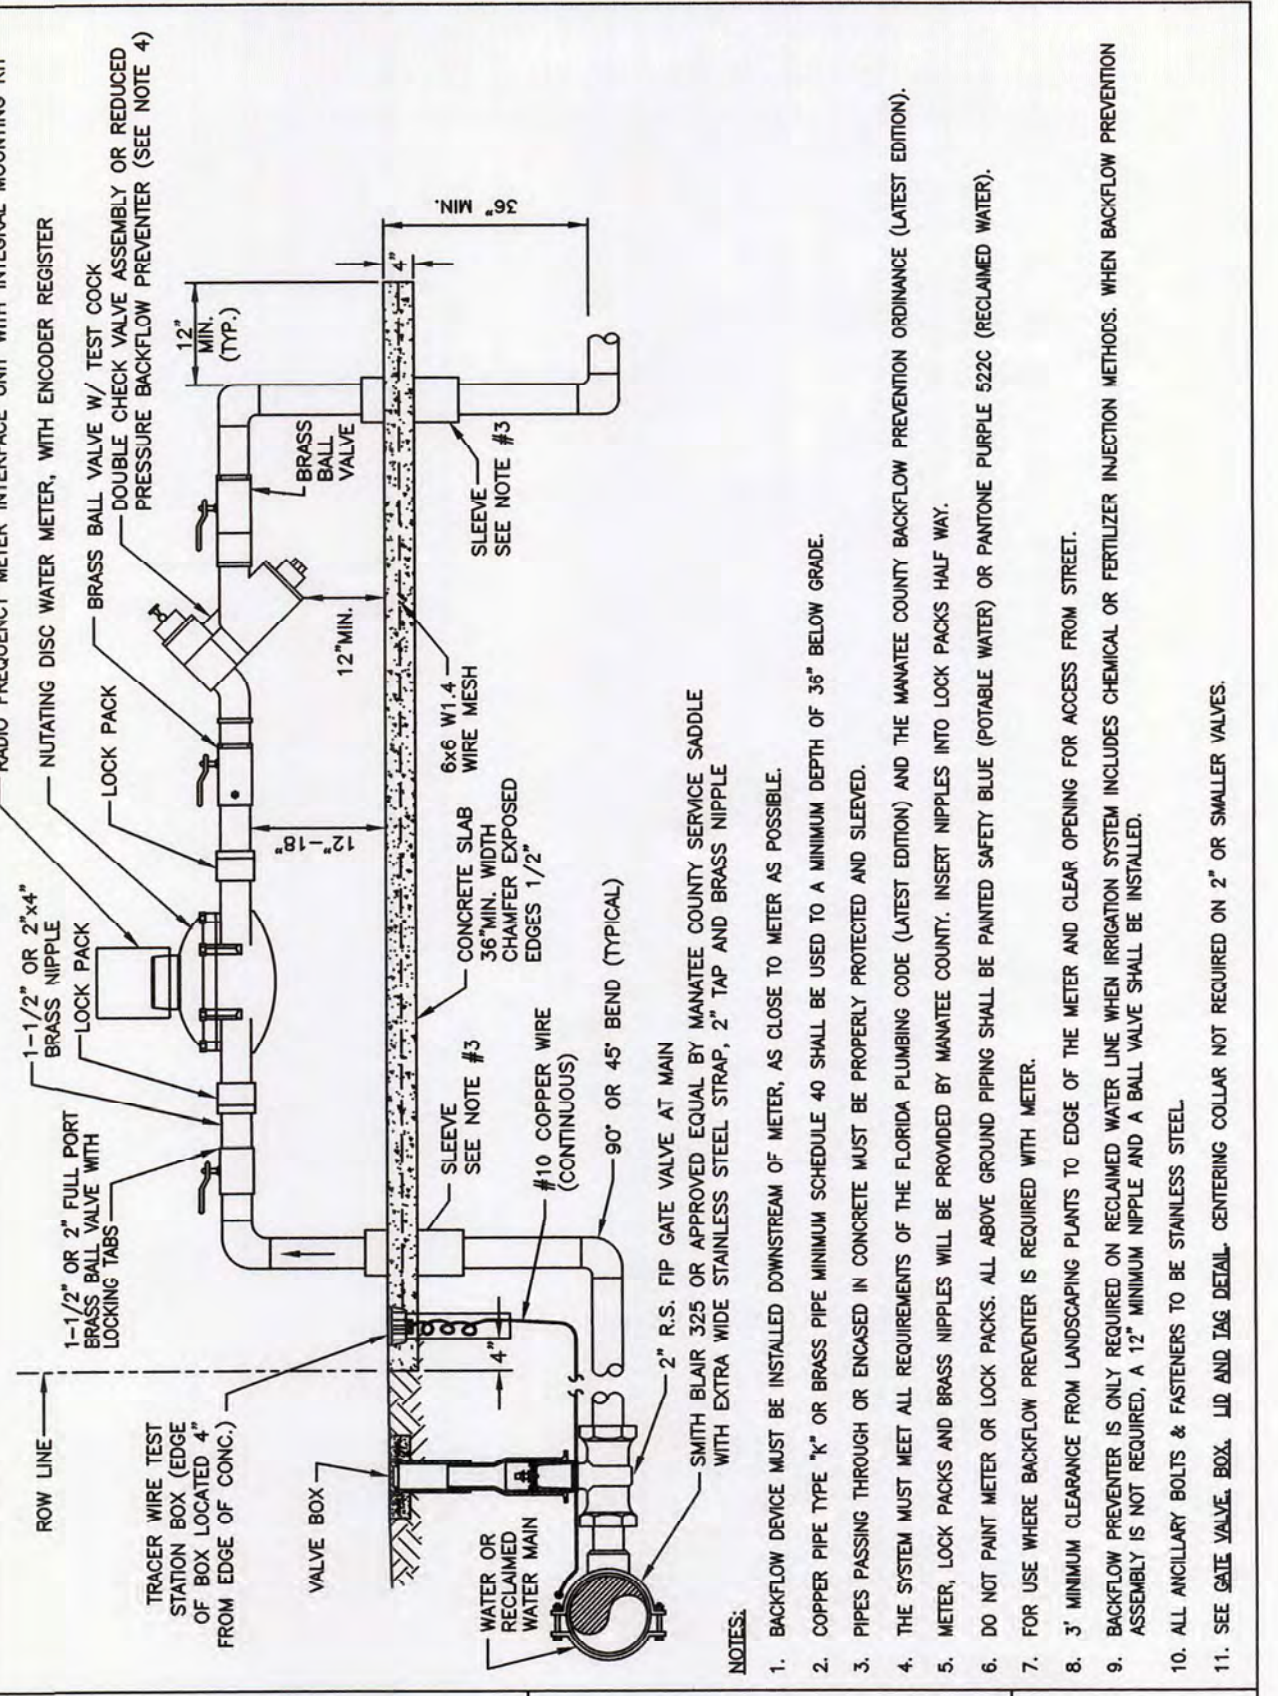 RADIO FREQUENCY METER INTERFACE UNIT WITH INTEGRAL MOUNTING KIT
NUTATING DISC WATER METER, WITH ENCODER REGISTER
1-1/2" OR 2"x4"
BRASS NIPPLE
LOCK PACK
LOCK PACK
BRASS BALL VALVE W/ TEST COCK
DOUBLE CHECK VALVE ASSEMBLY OR REDUCED
PRESSURE BACKFLOW PREVENTER (SEE NOTE 4)
1-1/2" OR 2" FULL PORT
BRASS BALL VALVE WITH
LOCKING TABS
ROW LINE
TRACER WIRE TEST
STATION BOX (EDGE
OF BOX LOCATED 4"
FROM EDGE OF CONC.)
VALVE BOX
WATER OR
RECLAIMED
WATER MAIN
12"
MIN.
(TYP.)
BRASS
BALL
VALVE
12"-18"
12"MIN.
4"
36" MIN.
4"
SLEEVE
SEE NOTE #3
#10 COPPER WIRE
(CONTINUOUS)
CONCRETE SLAB
36"MIN. WIDTH
CHAMFER EXPOSED
EDGES 1/2"
6x6 W1.4
WIRE MESH
SLEEVE
SEE NOTE #3
90° OR 45° BEND (TYPICAL)
2" R.S. FIP GATE VALVE AT MAIN
SMITH BLAIR 325 OR APPROVED EQUAL BY MANATEE COUNTY SERVICE SADDLE
WITH EXTRA WIDE STAINLESS STEEL STRAP, 2" TAP AND BRASS NIPPLE
NOTES:
1. BACKFLOW DEVICE MUST BE INSTALLED DOWNSTREAM OF METER, AS CLOSE TO METER AS POSSIBLE.
2. COPPER PIPE TYPE "K" OR BRASS PIPE MINIMUM SCHEDULE 40 SHALL BE USED TO A MINIMUM DEPTH OF 36" BELOW GRADE.
3. PIPES PASSING THROUGH OR ENCASED IN CONCRETE MUST BE PROPERLY PROTECTED AND SLEEVED.
4. THE SYSTEM MUST MEET ALL REQUIREMENTS OF THE FLORIDA PLUMBING CODE (LATEST EDITION) AND THE MANATEE COUNTY BACKFLOW PREVENTION ORDINANCE (LATEST EDITION).
5. METER, LOCK PACKS AND BRASS NIPPLES WILL BE PROVIDED BY MANATEE COUNTY. INSERT NIPPLES INTO LOCK PACKS HALF WAY.
6. DO NOT PAINT METER OR LOCK PACKS. ALL ABOVE GROUND PIPING SHALL BE PAINTED SAFETY BLUE (POTABLE WATER) OR PANTONE PURPLE 522C (RECLAIMED WATER).
7. FOR USE WHERE BACKFLOW PREVENTER IS REQUIRED WITH METER.
8. 3' MINIMUM CLEARANCE FROM LANDSCAPING PLANTS TO EDGE OF THE METER AND CLEAR OPENING FOR ACCESS FROM STREET.
9. BACKFLOW PREVENTER IS ONLY REQUIRED ON RECLAIMED WATER LINE WHEN IRRIGATION SYSTEM INCLUDES CHEMICAL OR FERTILIZER INJECTION METHODS. WHEN BACKFLOW PREVENTION
ASSEMBLY IS NOT REQUIRED, A 12" MINIMUM NIPPLE AND A BALL VALVE SHALL BE INSTALLED.
10. ALL ANCILLARY BOLTS & FASTENERS TO BE STAINLESS STEEL.
11. SEE GATE VALVE, BOX, LID AND TAG DETAIL. CENTERING COLLAR NOT REQUIRED ON 2" OR SMALLER VALVES.